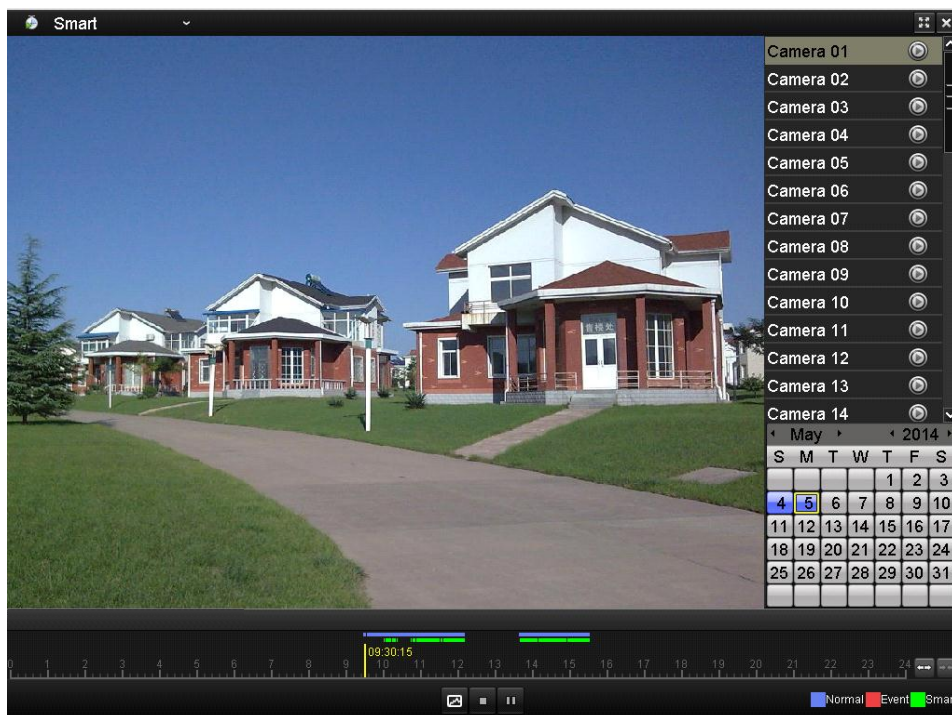 Smart
Camera 01
Camera 02
Camera 03
Camera 04
Camera 05
Camera 06
Camera 07
Camera 08
Camera 09
Camera 10
Camera 11
Camera 12
Camera 13
Camera 14
售楼处
May 2014
S M T W T F S
1 2 3
4 5 6 7 8 9 10
11 12 13 14 15 16 17
18 19 20 21 22 23 24
25 26 27 28 29 30 31
09:30:15
0 1 2 3 4 5 6 7 8 9 10 11 12 13 14 15 16 17 18 19 20 21 22 23 24
Normal Event Smar